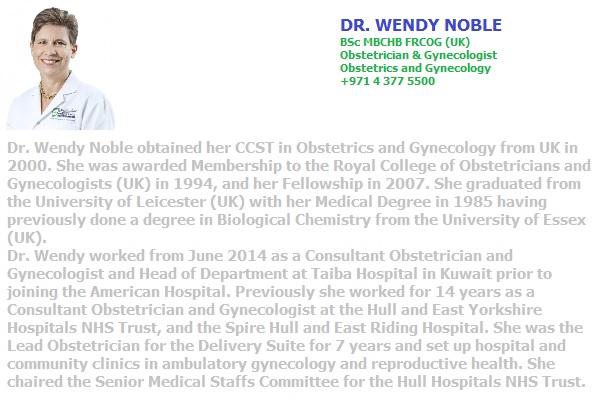 DR. WENDY NOBLE
BSc MBCHB FRCOG (UK)
Obstetrician & Gynecologist
Obstetrics and Gynecology
+971 4 377 5500
Dr. Wendy Noble obtained her CCST in Obstetrics and Gynecology from UK in
2000. She was awarded Membership to the Royal College of Obstetricians and
Gynecologists (UK) in 1994, and her Fellowship in 2007. She graduated from
the University of Leicester (UK) with her Medical Degree in 1985 having
previously done a degree in Biological Chemistry from the University of Essex
(UK).
Dr. Wendy worked from June 2014 as a Consultant Obstetrician and
Gynecologist and Head of Department at Taiba Hospital in Kuwait prior to
joining the American Hospital. Previously she worked for 14 years as a
Consultant Obstetrician and Gynecologist at the Hull and East Yorkshire
Hospitals NHS Trust, and the Spire Hull and East Riding Hospital. She was the
Lead Obstetrician for the Delivery Suite for 7 years and set up hospital and
community clinics in ambulatory gynecology and reproductive health. She
chaired the Senior Medical Staffs Committee for the Hull Hospitals NHS Trust.